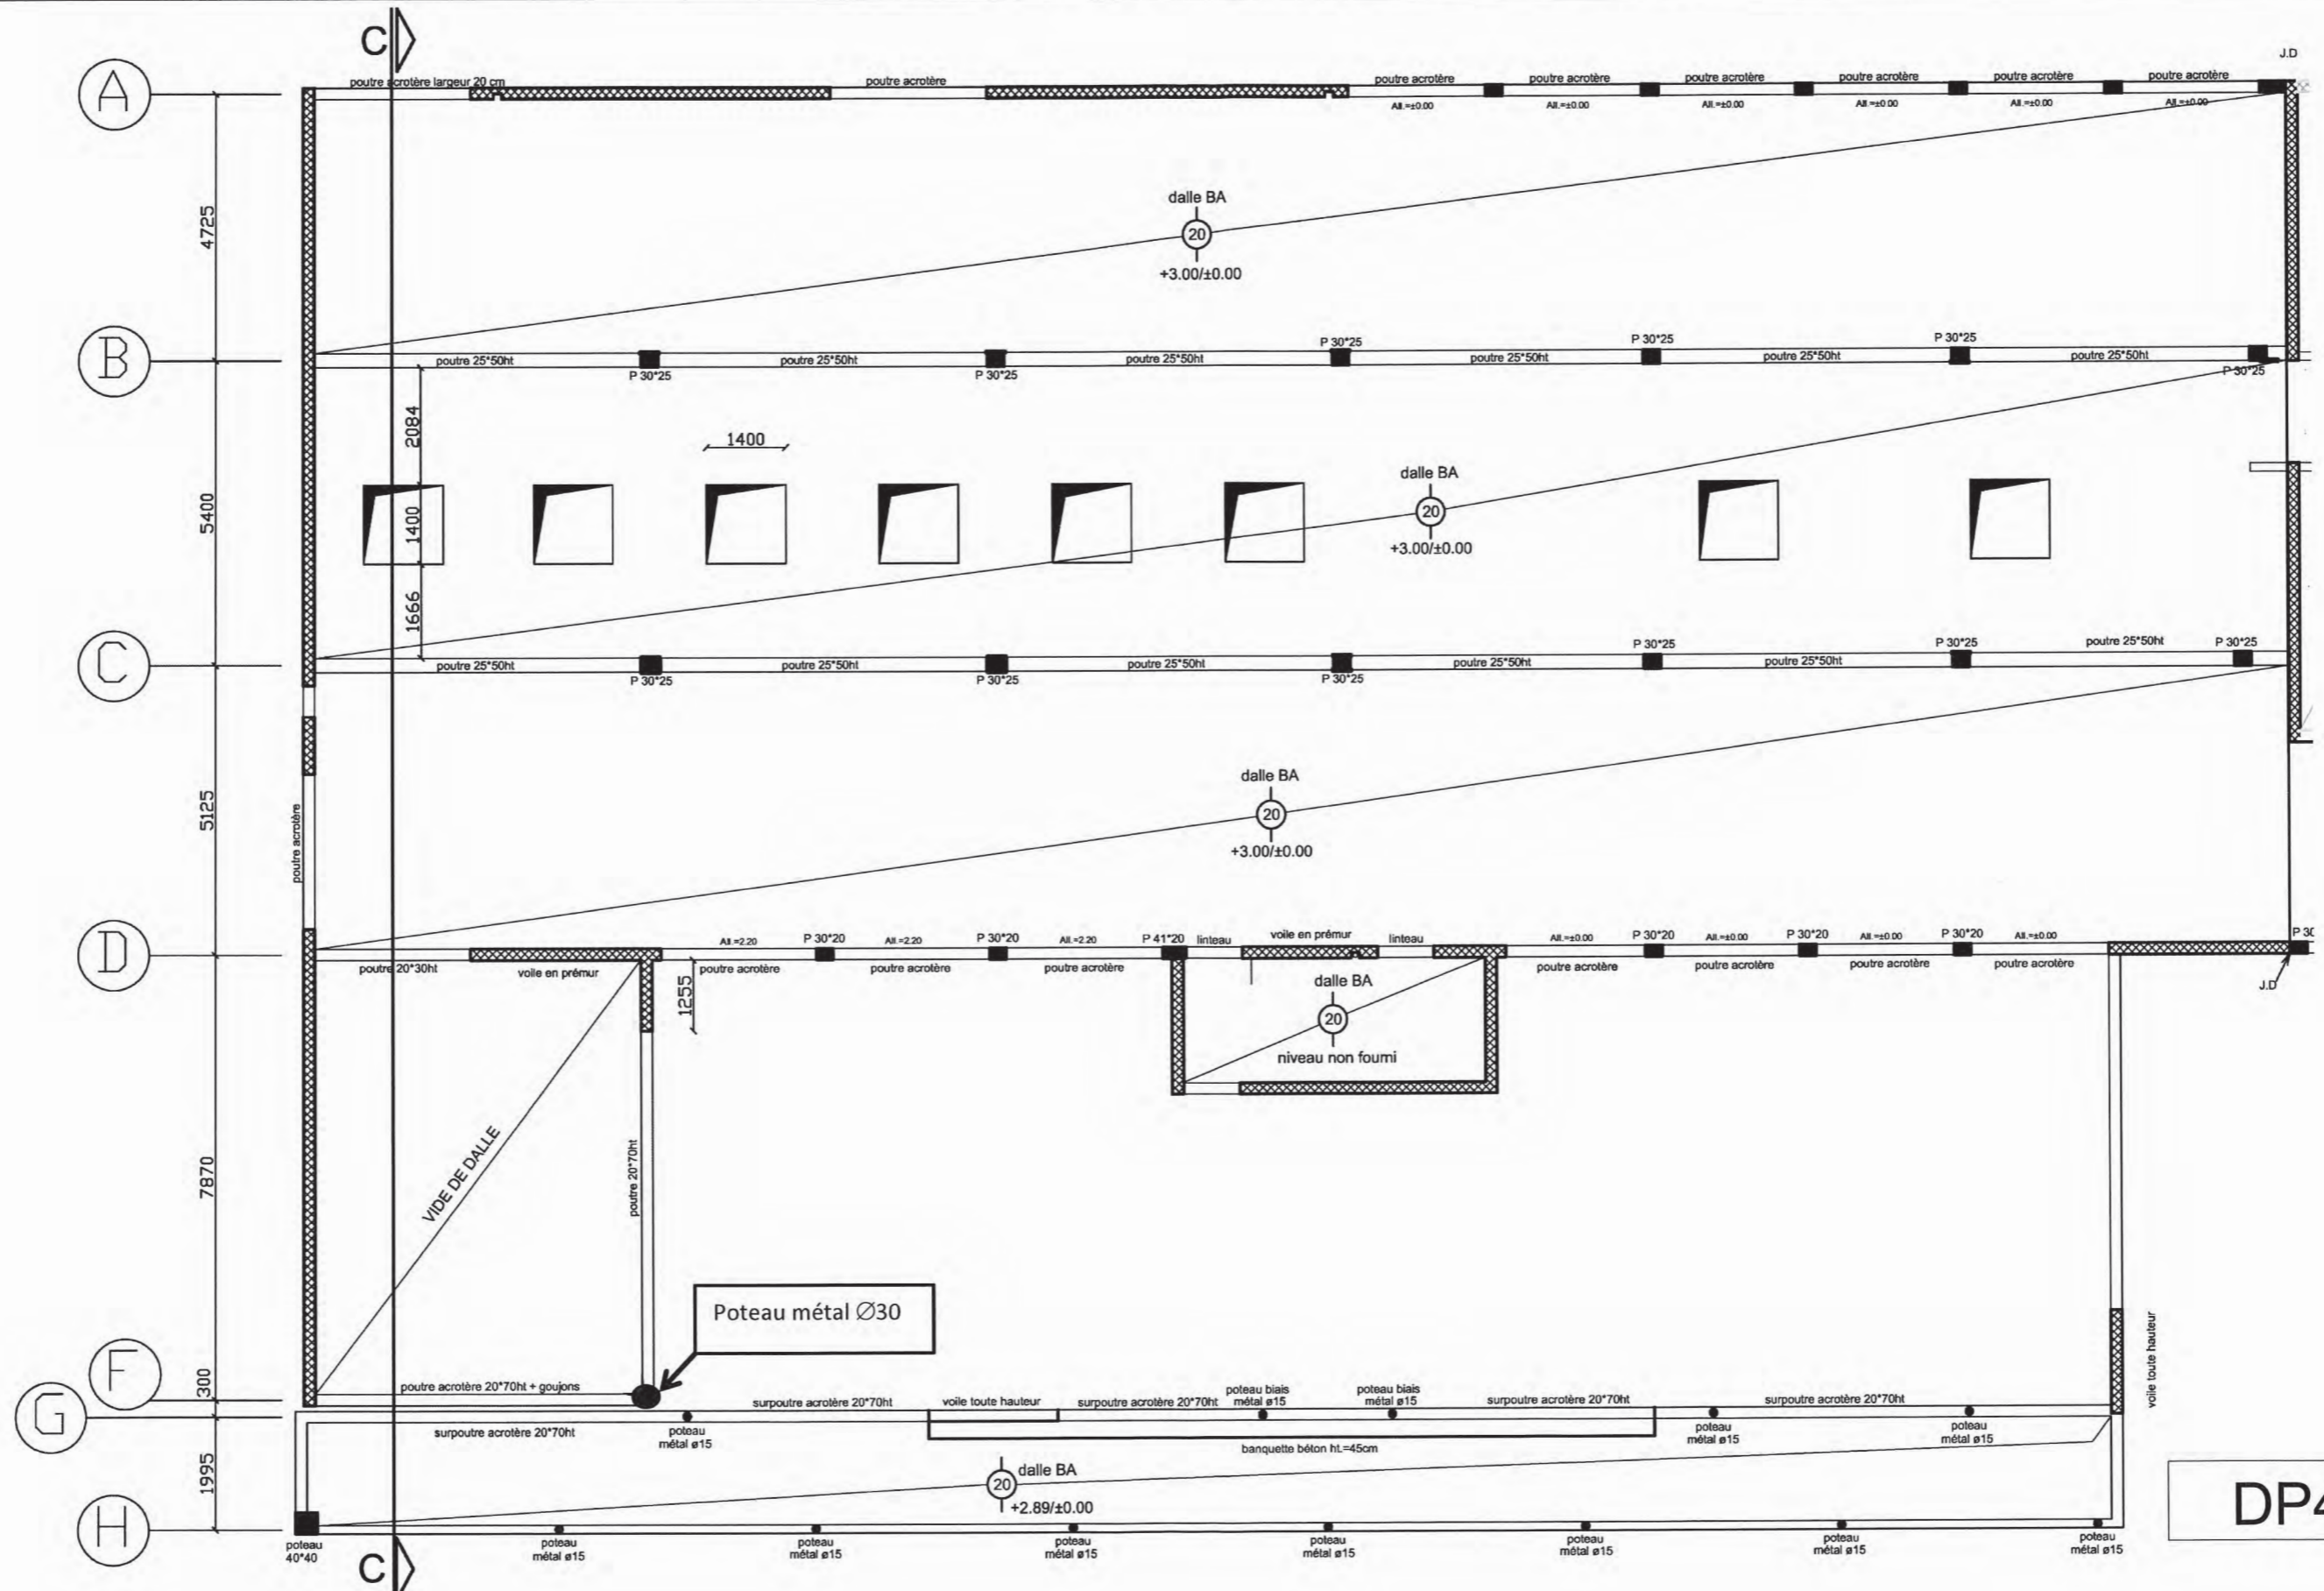 C
J.D
poutre acrotère largeur 20 cm
poutre acrotère
poutre acrotère
poutre acrotère
poutre acrotère
poutre acrotère
poutre acrotère
poutre acrotère
A
All.=±0.00
All.=±0.00
All.=±0.00
All.=±0.00
All.=±0.00
All.=±0.00
4725
dalle BA
20
+3.00/±0.00
B
P 30*25
P 30*25
P 30*25
poutre 25*50ht
poutre 25*50ht
poutre 25*50ht
poutre 25*50ht
poutre 25*50ht
poutre 25*50ht
P 30*25
P 30*25
P 30*25
2084
1400
5400
1400
dalle BA
20
+3.00/±0.00
1666
C
P 30*25
P 30*25
poutre 25*50ht
P 30*25
poutre 25*50ht
poutre 25*50ht
poutre 25*50ht
poutre 25*50ht
poutre 25*50ht
P 30*25
P 30*25
P 30*25
5125
poutre acrotère
dalle BA
20
+3.00/±0.00
D
All.=2.20
P 30*20
All.=2.20
P 30*20
All.=2.20
P 41*20
linteau
voile en prémur
linteau
All.=±0.00
P 30*20
All.=±0.00
P 30*20
All.=±0.00
P 30*20
All.=±0.00
P 30
poutre 20*30ht
voile en prémur
poutre acrotère
poutre acrotère
poutre acrotère
poutre acrotère
poutre acrotère
poutre acrotère
poutre acrotère
J.D
1255
dalle BA
20
niveau non fourni
7870
VIDE DE DALLE
poutre 20*70ht
Poteau métal Ø30
voile toute hauteur
F
300
poutre acrotère 20*70ht + goujons
surpoutre acrotère 20*70ht
voile toute hauteur
surpoutre acrotère 20*70ht
poteau biais
métal ø15
poteau biais
métal ø15
surpoutre acrotère 20*70ht
surpoutre acrotère 20*70ht
G
surpoutre acrotère 20*70ht
poteau
métal ø15
banquette béton ht.=45cm
poteau
métal ø15
poteau
métal ø15
1995
dalle BA
20
+2.89/±0.00
DP4
H
poteau
40*40
poteau
métal ø15
poteau
métal ø15
poteau
métal ø15
poteau
métal ø15
poteau
métal ø15
poteau
métal ø15
poteau
métal ø15
C